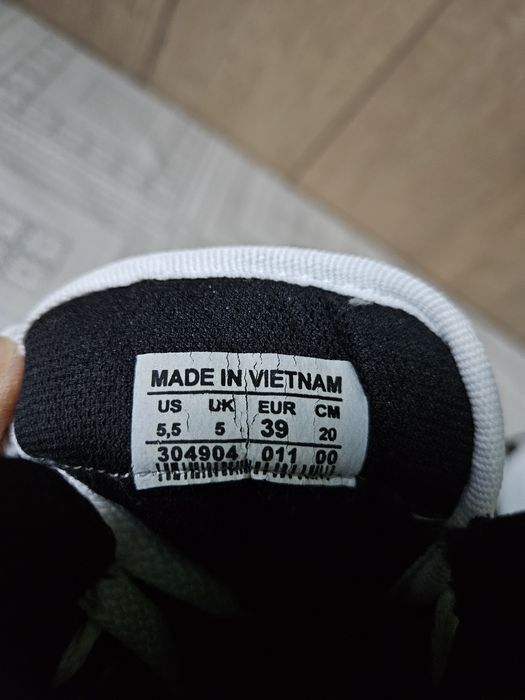 MADE IN VIETNAM
US UK EUR CM
5,5 5 39 20
304904 011 00